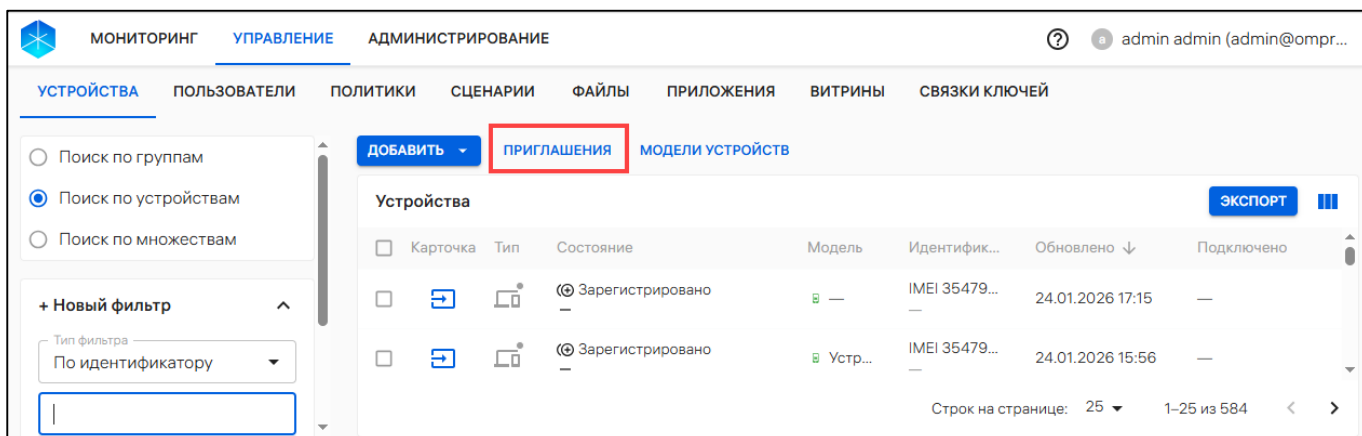 МОНИТОРИНГ УПРАВЛЕНИЕ АДМИНИСТРИРОВАНИЕ a admin admin (admin@ompr...
УСТРОЙСТВА ПОЛЬЗОВАТЕЛИ ПОЛИТИКИ СЦЕНАРИИ ФАЙЛЫ ПРИЛОЖЕНИЯ ВИТРИНЫ СВЯЗКИ КЛЮЧЕЙ
Поиск по группам
Поиск по устройствам
Поиск по множествам
+ Новый фильтр
Тип фильтра
По идентификатору
ДОБАВИТЬ ПРИГЛАШЕНИЯ МОДЕЛИ УСТРОЙСТВ
Устройства ЭКСПОРТ
Карточка Тип Состояние Модель Идентифик... Обновлено Подключено
Зарегистрировано — IMEI 35479... 24.01.2026 17:15 —
— —
Зарегистрировано Устр... IMEI 35479... 24.01.2026 15:56 —
— —
Строк на странице: 25 1–25 из 584